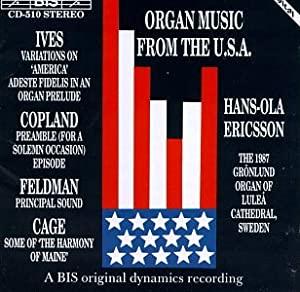 BIS
CD-510 STEREO
ORGAN MUSIC
FROM THE U.S.A.
IVES
VARIATIONS ON
'AMERICA'
ADESTE FIDELIS IN AN
ORGAN PRELUDE
COPLAND
PREAMBLE (FOR A
SOLEMN OCCASION)
EPISODE
FELDMAN
PRINCIPAL SOUND
CAGE
SOME OF 'THE HARMONY
OF MAINE'
HANS-OLA
ERICSSON
THE 1987
GRÖNLUND
ORGAN OF
LULEÅ
CATHEDRAL,
SWEDEN
A BIS original dynamics recording